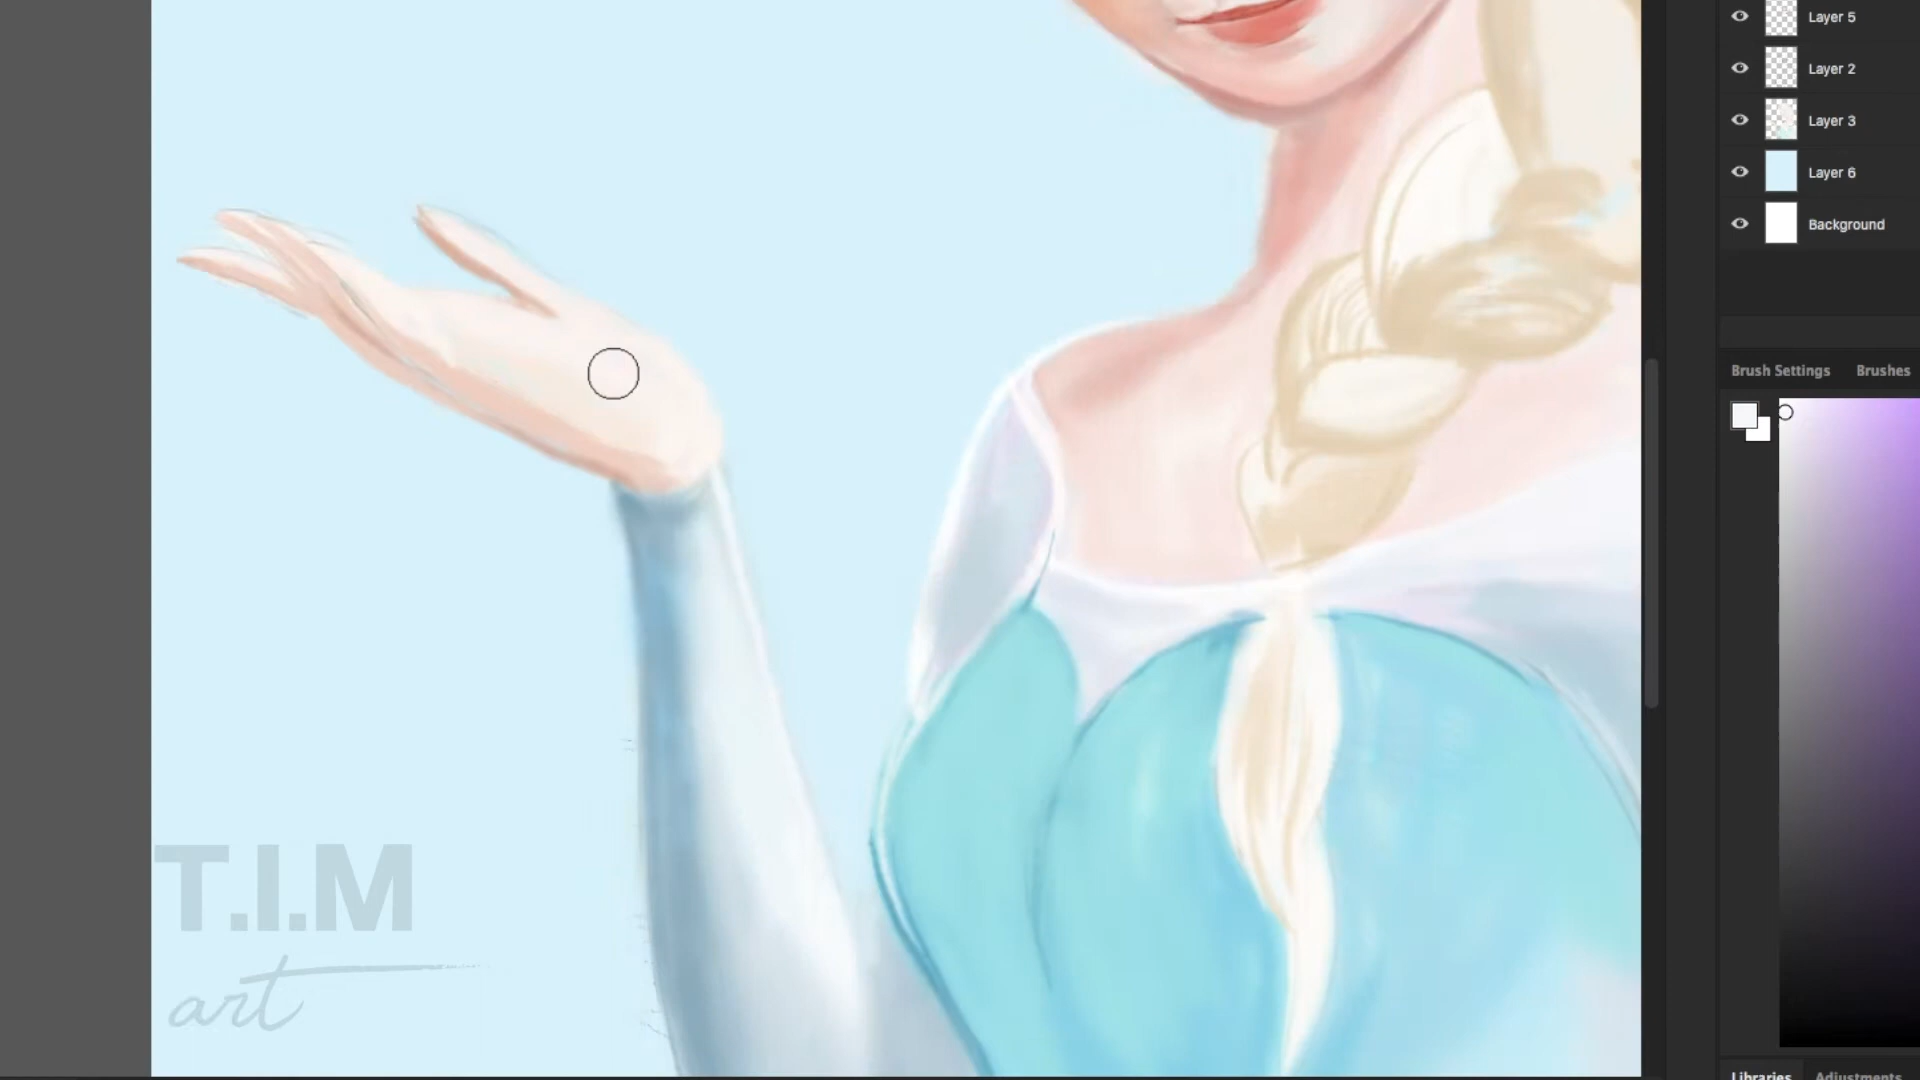 Layer 5
Layer 2
Layer 3
Layer 6
Background
Brush Settings Brushes
T.I.M
art
Libraries Adjustments